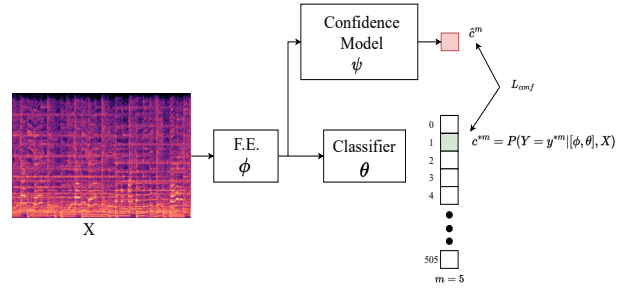 Confidence
Model
ψ
ĉ^m
L_conf
X
F.E.
ϕ
Classifier
θ
0
1
2
3
4
505
c^{*m} = P(Y = y^{*m}|[ϕ, θ], X)
m = 5